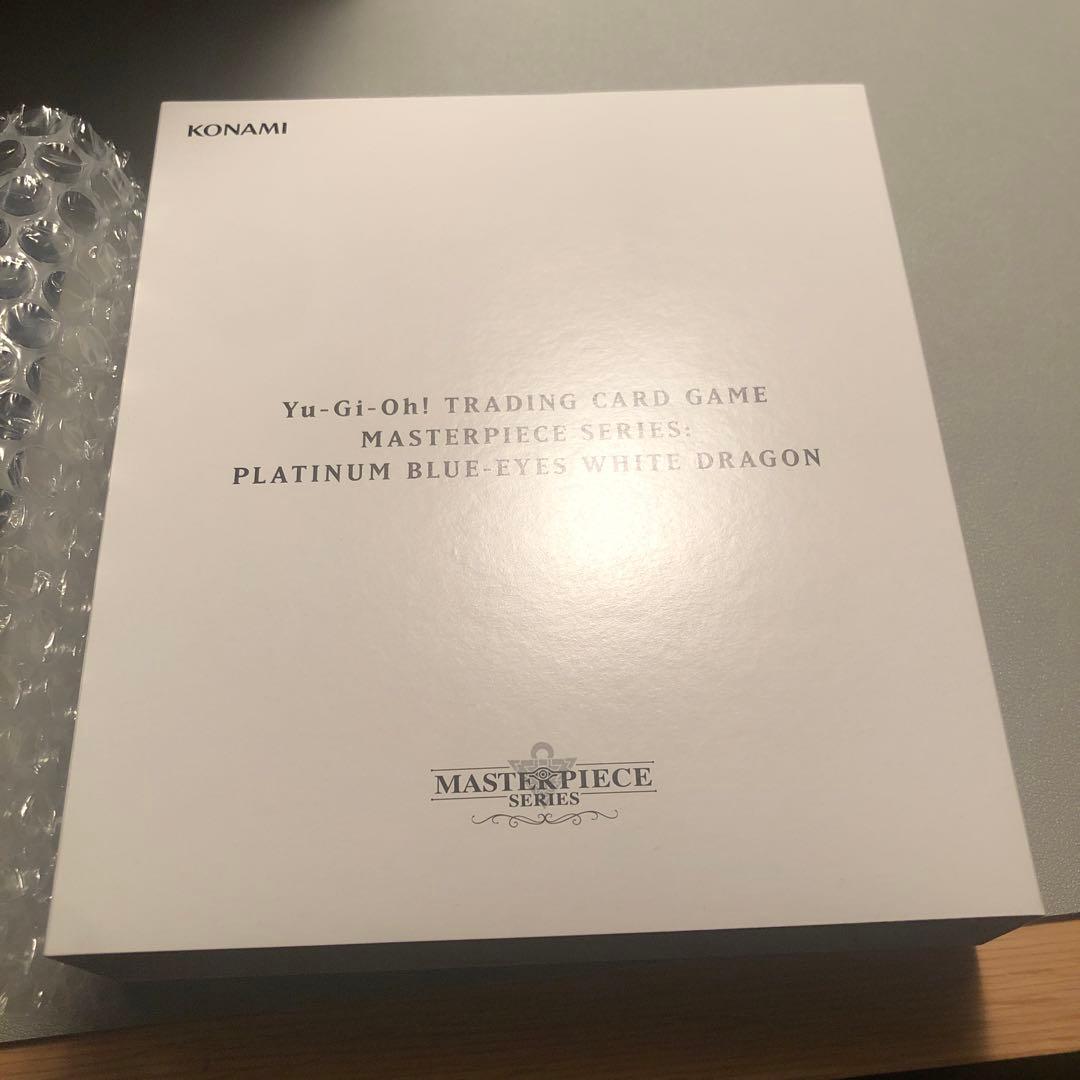 KONAMI
Yu-Gi-Oh! TRADING CARD GAME
MASTERPIECE SERIES:
PLATINUM BLUE-EYES WHITE DRAGON
MASTERPIECE
SERIES